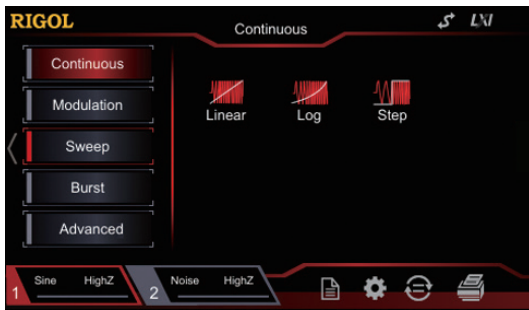 RIGOL
Continuous
LXI
Continuous
Modulation
Sweep
Burst
Advanced
Linear
Log
Step
1
Sine
HighZ
2
Noise
HighZ